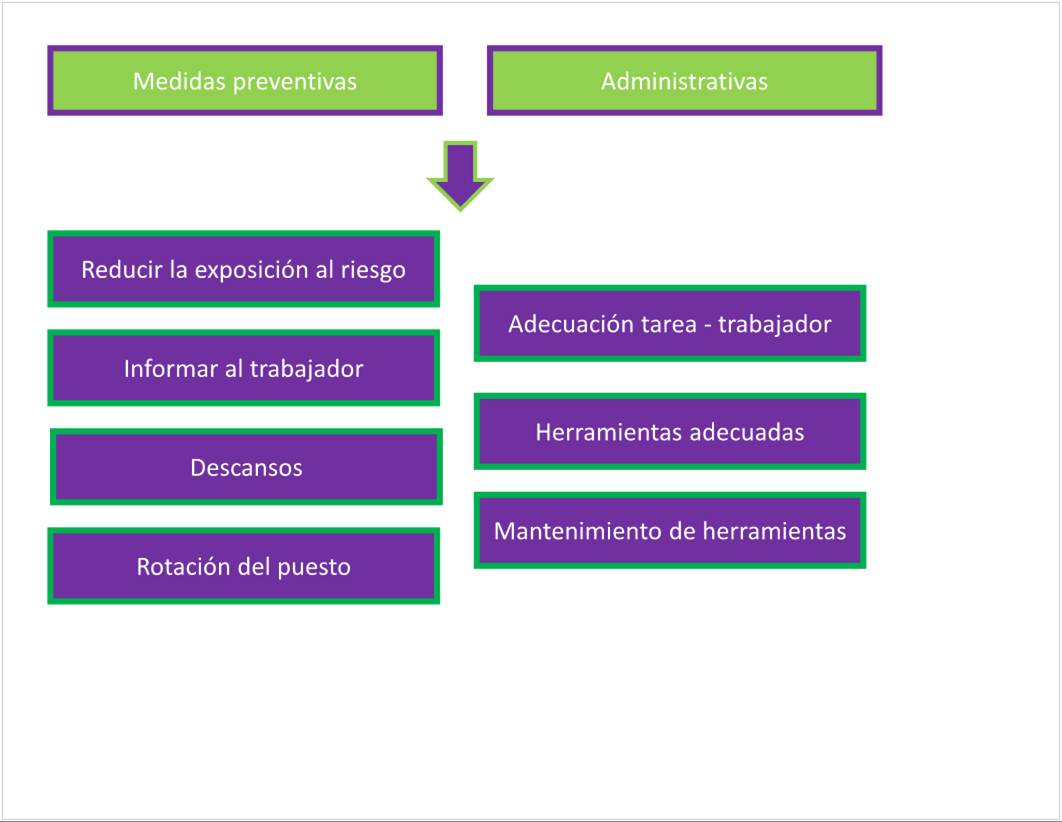 Medidas preventivas
Administrativas
Reducir la exposición al riesgo
Informar al trabajador
Descansos
Rotación del puesto
Adecuación tarea - trabajador
Herramientas adecuadas
Mantenimiento de herramientas